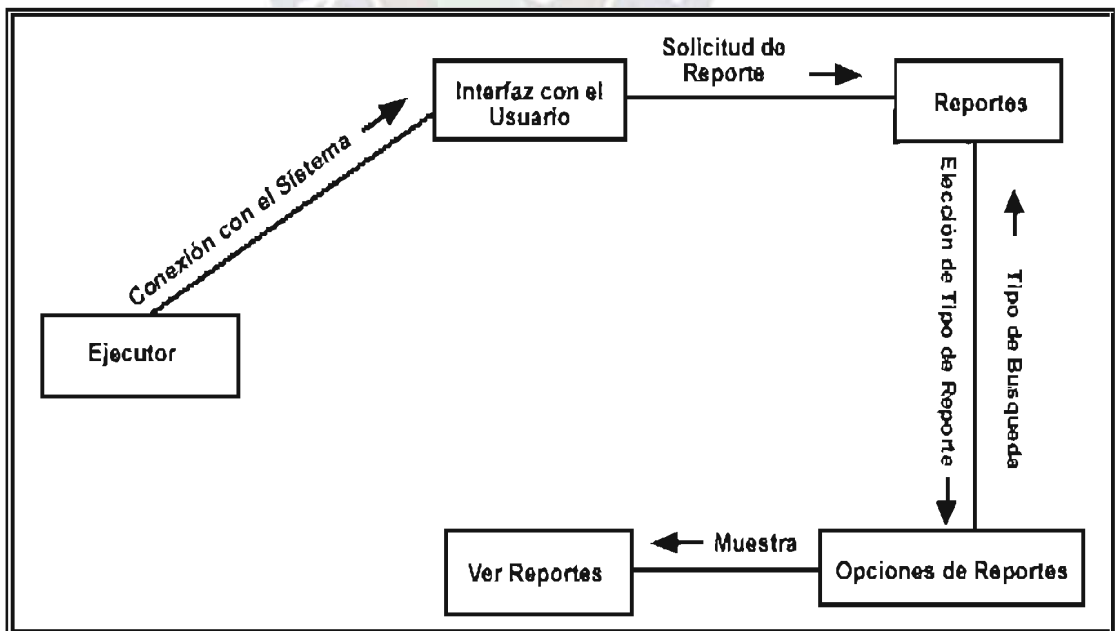 Solicitud de
Reporte
Interfaz con el
Usuario
Reportes
Conexión con el Sistema
Ejecutor
Elección de Tipo de Reporte
Tipo de Busqueda
Muestra
Ver Reportes
Opciones de Reportes